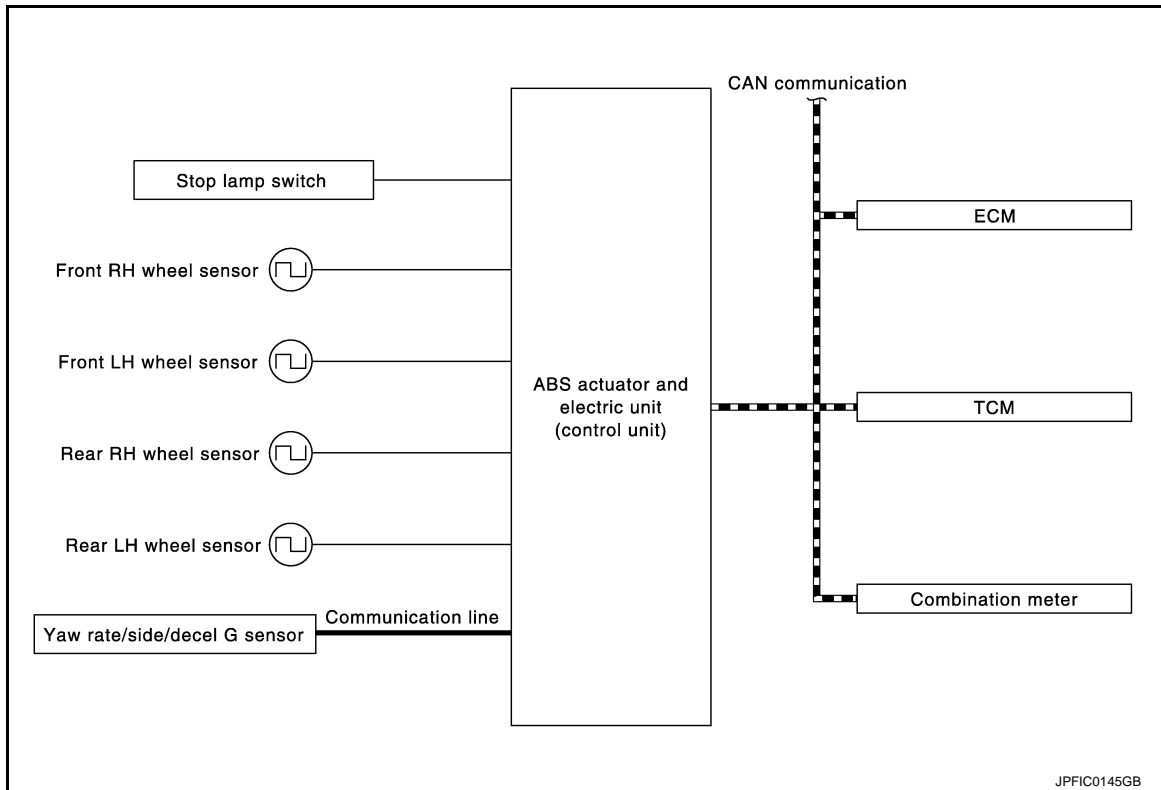 CAN communication
Stop lamp switch
ECM
Front RH wheel sensor
Front LH wheel sensor
ABS actuator and
electric unit
(control unit)
TCM
Rear RH wheel sensor
Rear LH wheel sensor
Combination meter
Communication line
Yaw rate/side/decel G sensor
JPFIC0145GB